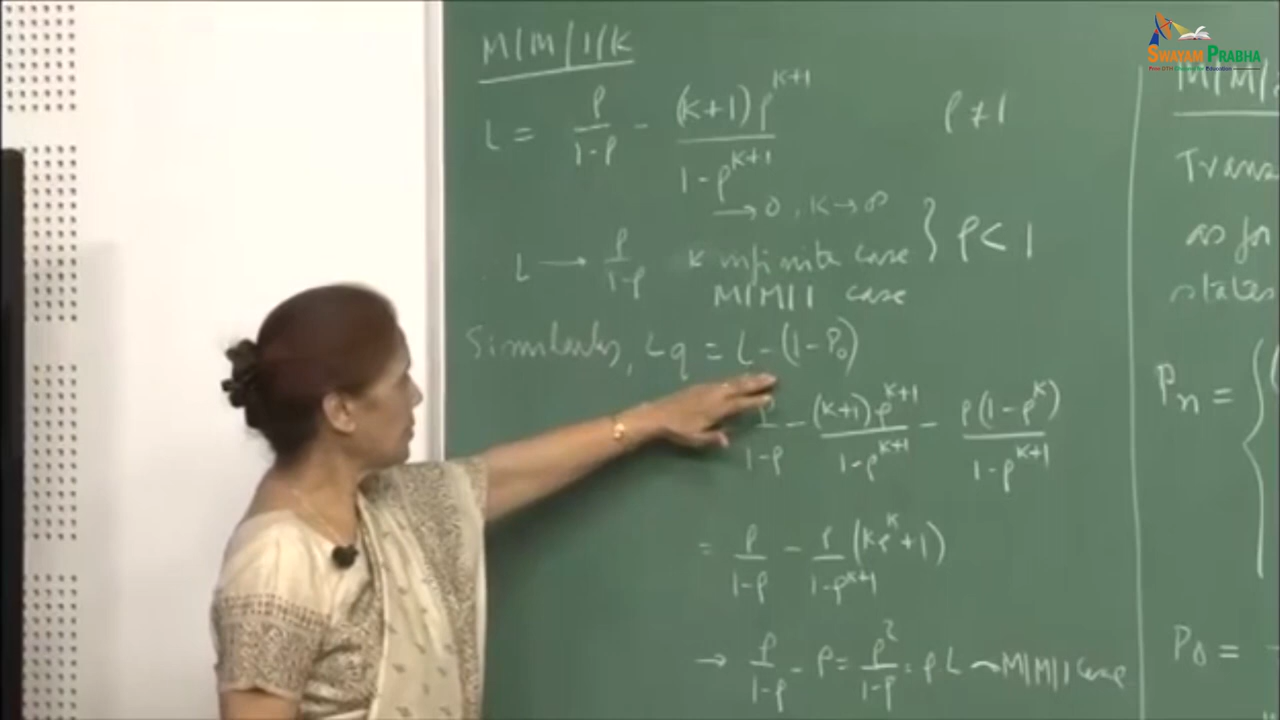 SWAYAM PRABHA
M/M/1/K
L = ρ/(1-ρ) - (K+1)ρ^(K+1)/(1-ρ^(K+1)) ρ ≠ 1
→ 0, K → ∞
L → ρ/(1-ρ) K infinite case } ρ < 1
M/M/1 case
Similarly, Lq = L - (1-P₀)
ρ/(1-ρ) - (K+1)ρ^(K+1)/(1-ρ^(K+1)) - ρ(1-ρ^K)/(1-ρ^(K+1))
= ρ/(1-ρ) - ρ/(1-ρ^(K+1)) (Kρ^K+1)
→ ρ/(1-ρ) - ρ = ρ²/(1-ρ) = ρL ~ M/M/1 case
M/M/
Trans
as for
states
Pn = {
P₀ =